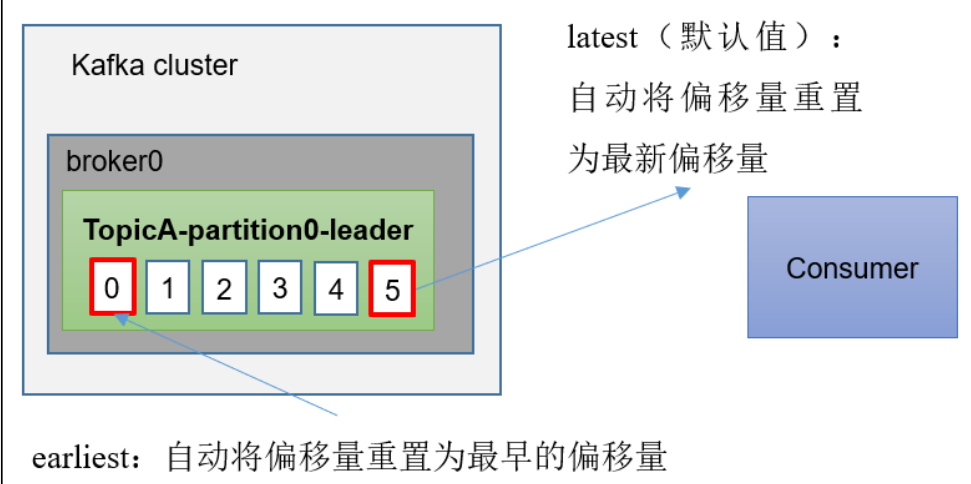 Kafka cluster
broker0
TopicA-partition0-leader
0 1 2 3 4 5
latest（默认值）：
自动将偏移量重置
为最新偏移量
Consumer
earliest：自动将偏移量重置为最早的偏移量